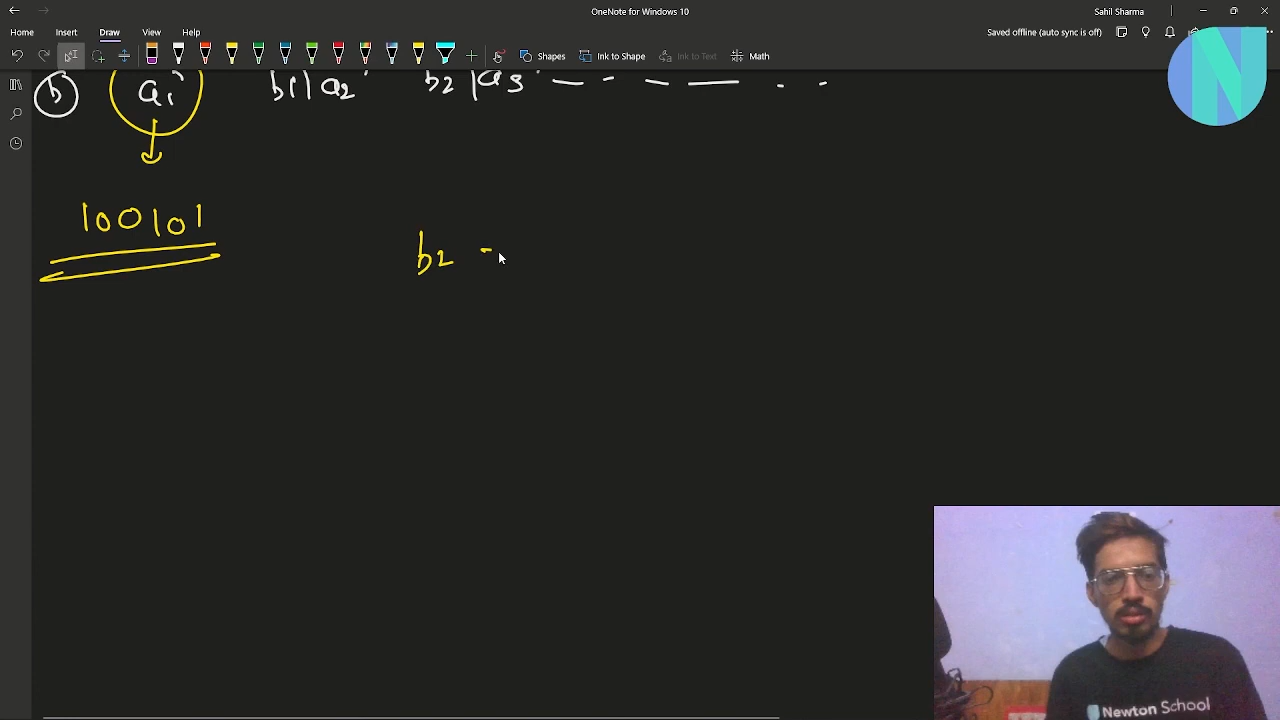 OneNote for Windows 10
Sahil Sharma
Home Insert Draw View Help
Saved offline (auto sync is off)
Shapes Ink to Shape Ink to Text Math
b a1 b1|a2 b2|a3
100101
b2 -
N
Newton School